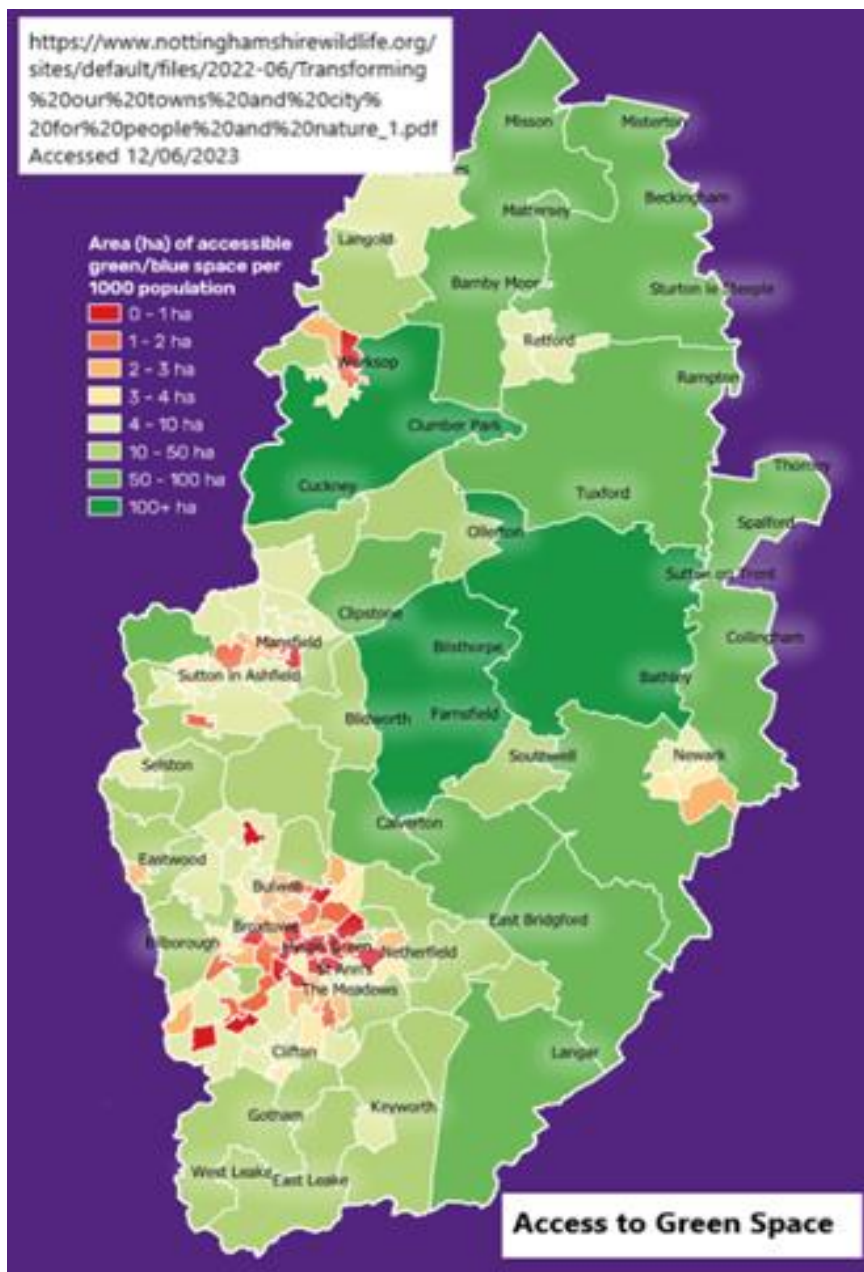 https://www.nottinghamshirewildlife.org/
sites/default/files/2022-06/Transforming
%20our%20towns%20and%20city%
20for%20people%20and%20nature_1.pdf
Accessed 12/06/2023
Misson
Misterton
Mattersey
Beckingham
Langold
Area (ha) of accessible
green/blue space per
1000 population
0 - 1 ha
1 - 2 ha
2 - 3 ha
3 - 4 ha
4 - 10 ha
10 - 50 ha
50 - 100 ha
100+ ha
Barnby Moor
Sturton le Steeple
Retford
Worksop
Rampton
Clumber Park
Cuckney
Tuxford
Thorney
Ollerton
Spalford
Sutton on Trent
Clipstone
Collingham
Mansfield
Bilsthorpe
Sutton in Ashfield
Bathley
Blidworth
Farnsfield
Selston
Southwell
Newark
Calverton
Eastwood
Bulwell
East Bridgford
Broxtowe
Bilborough
Hyson Green
Netherfield
St Ann's
The Meadows
Clifton
Langar
Gotham
Keyworth
West Leake
East Leake
Access to Green Space